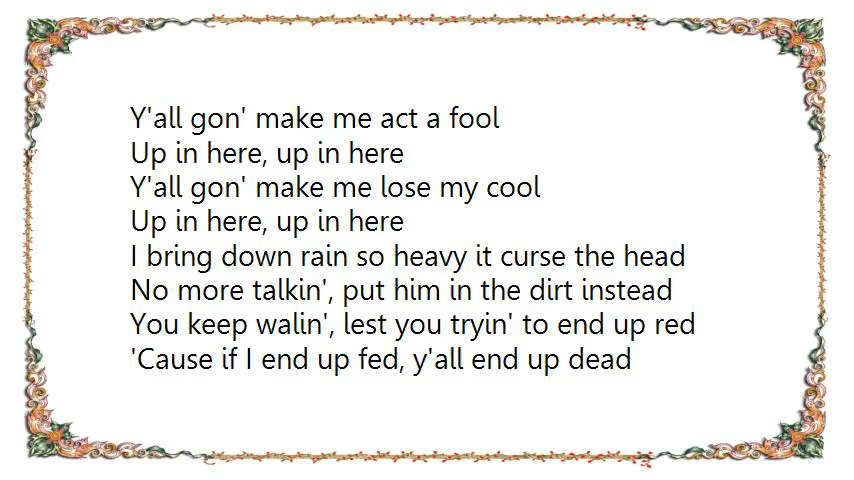 Y'all gon' make me act a fool
Up in here, up in here
Y'all gon' make me lose my cool
Up in here, up in here
I bring down rain so heavy it curse the head
No more talkin', put him in the dirt instead
You keep walin', lest you tryin' to end up red
'Cause if I end up fed, y'all end up dead